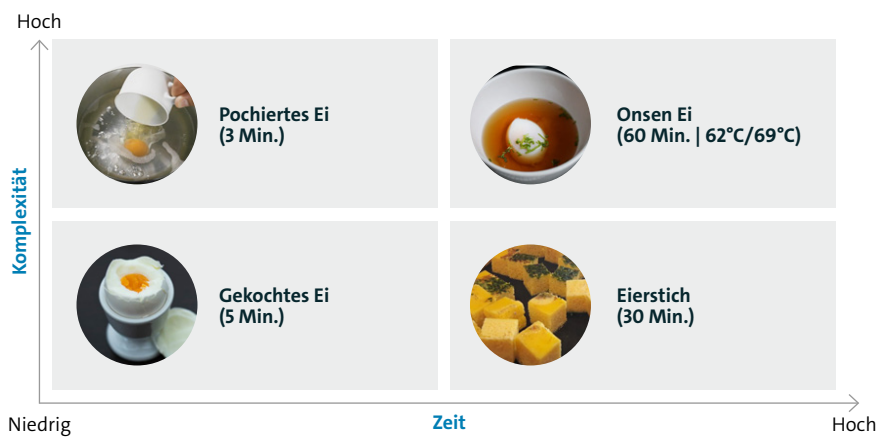 Hoch
Pochiertes Ei
(3 Min.)
Onsen Ei
(60 Min. | 62°C/69°C)
Komplexität
Gekochtes Ei
(5 Min.)
Eierstich
(30 Min.)
Niedrig
Zeit
Hoch